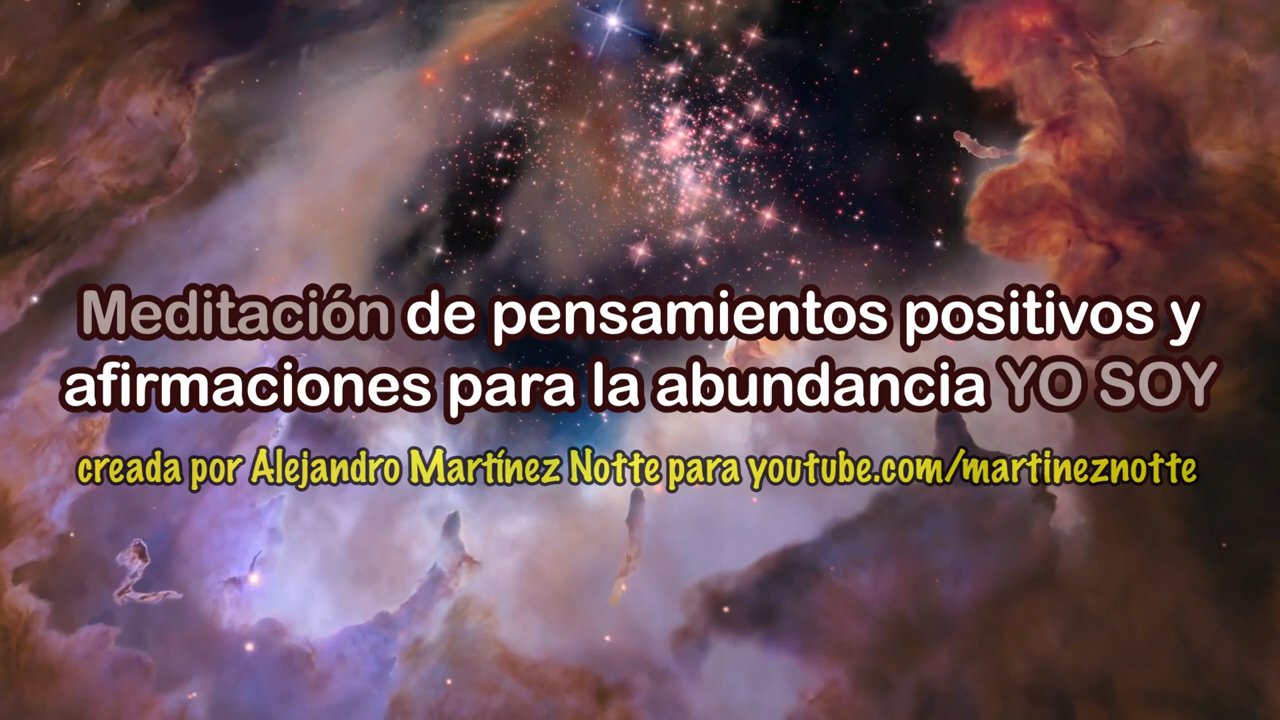 Meditación de pensamientos positivos y
afirmaciones para la abundancia YO SOY
creada por Alejandro Martínez Notte para youtube.com/martineznotte